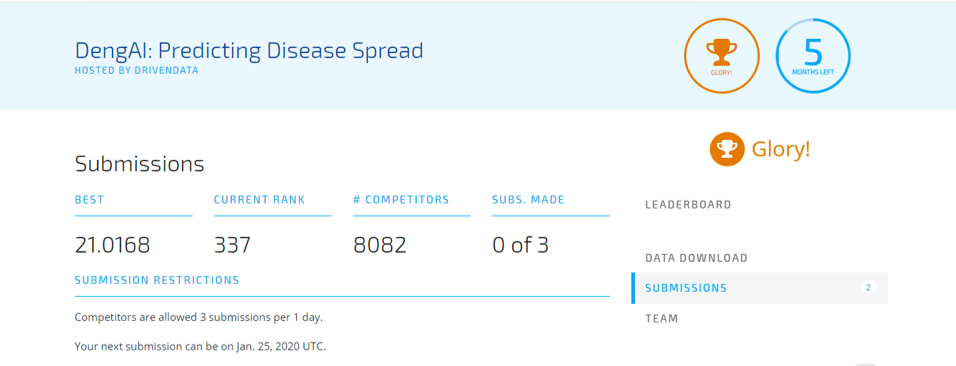 DengAI: Predicting Disease Spread
HOSTED BY DRIVENDATA
GLORY!
5
MONTHS LEFT
Glory!
Submissions
BEST
CURRENT RANK
# COMPETITORS
SUBS. MADE
21.0168
337
8082
0 of 3
SUBMISSION RESTRICTIONS
Competitors are allowed 3 submissions per 1 day.
Your next submission can be on Jan. 25, 2020 UTC.
LEADERBOARD
DATA DOWNLOAD
SUBMISSIONS 2
TEAM